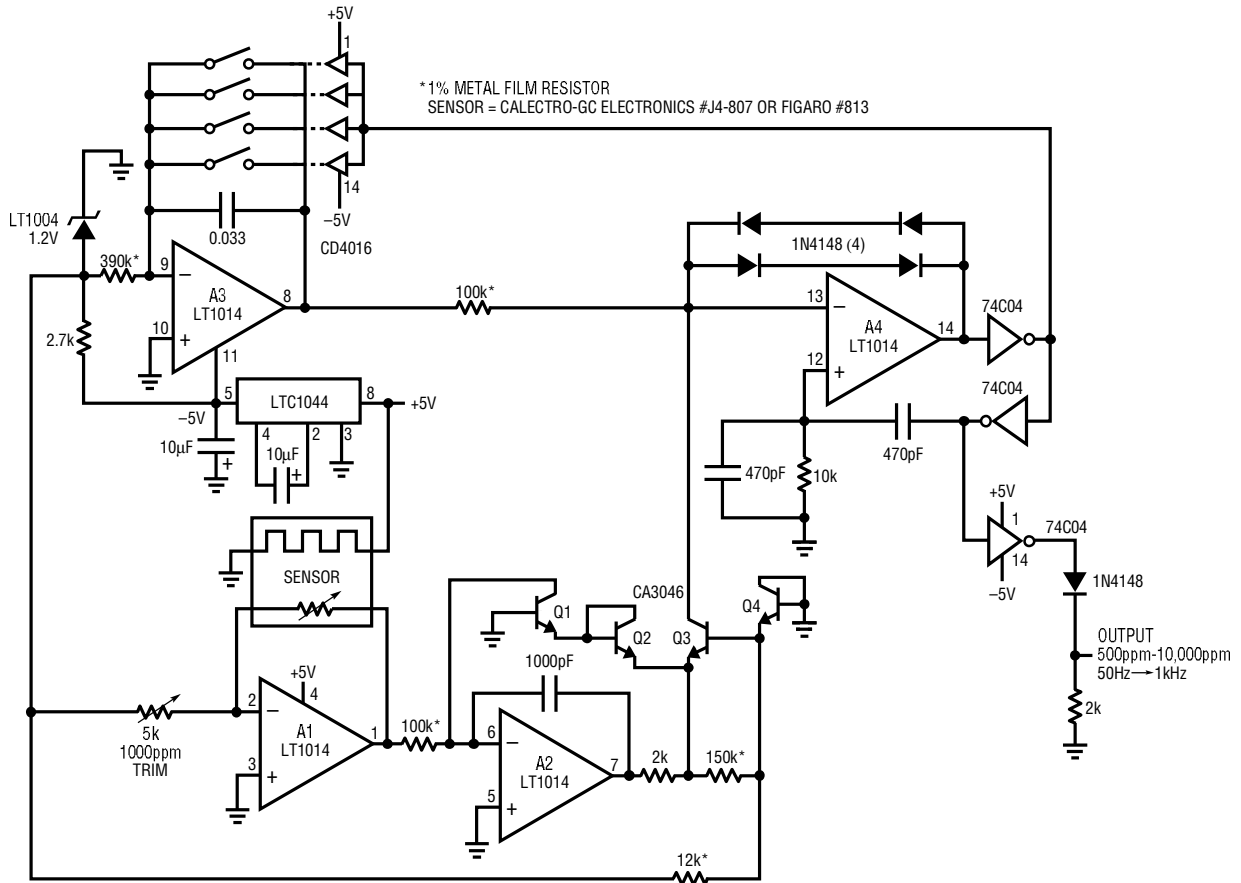 +5V
1
*1% METAL FILM RESISTOR
SENSOR = CALECTRO-GC ELECTRONICS #J4-807 OR FIGARO #813
14
–5V
CD4016
LT1004
1.2V
0.033
390k*
9
–
A3
LT1014
8
10
+
11
2.7k
100k*
1N4148 (4)
13
–
A4
LT1014
14
12
+
74C04
74C04
–5V
5
LTC1044
8
+5V
4
2
3
10µF
+
10µF
+
470pF
10k
470pF
+5V
1
74C04
14
–5V
1N4148
OUTPUT
500ppm-10,000ppm
50Hz→1kHz
2k
SENSOR
Q1
Q2
CA3046
Q3
Q4
1000pF
5k
1000ppm
TRIM
+5V
4
2
–
A1
LT1014
1
3
+
100k*
6
–
A2
LT1014
7
5
+
2k
150k*
12k*